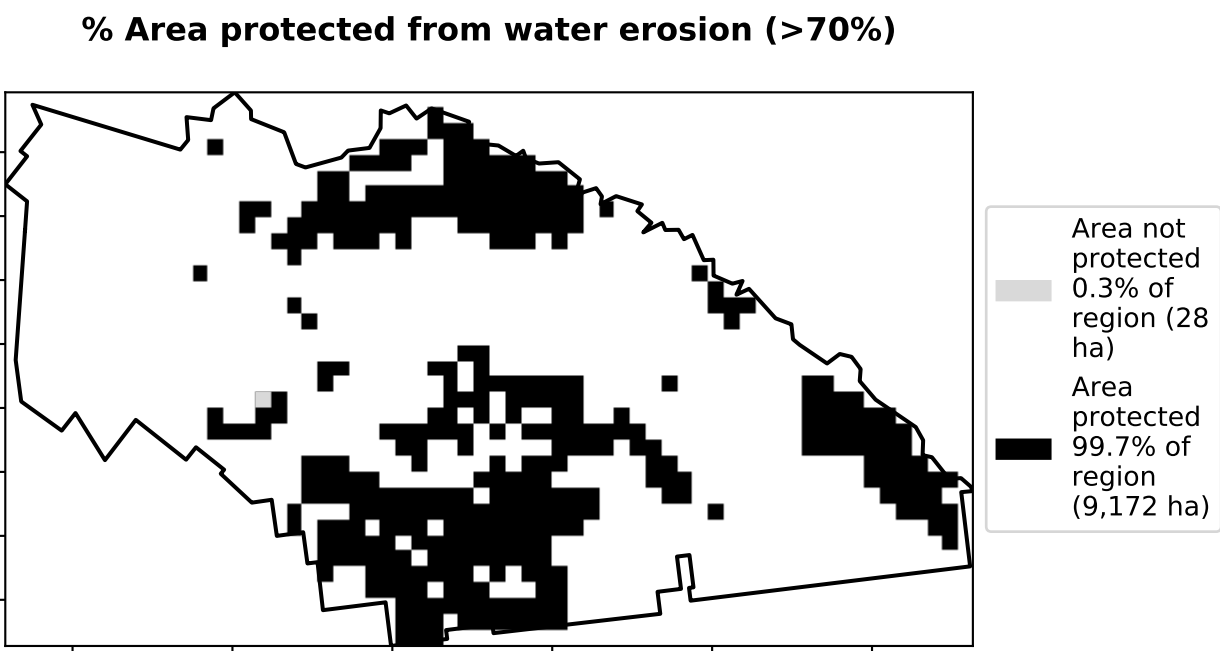 % Area protected from water erosion (>70%)
Area not
protected
0.3% of
region (28
ha)
Area
protected
99.7% of
region
(9,172 ha)